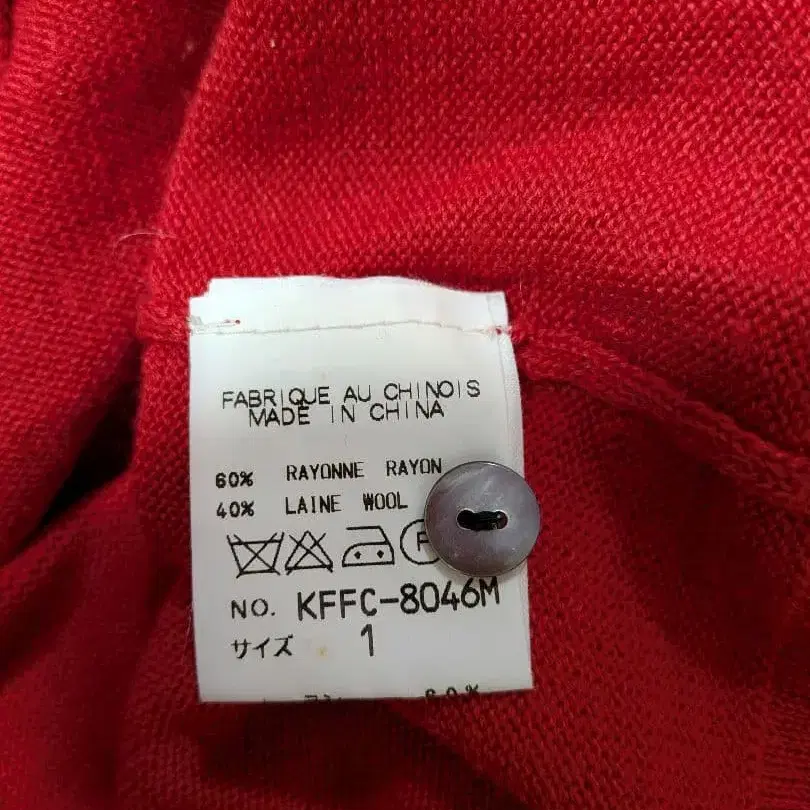 FABRIQUE AU CHINOIS
MADE IN CHINA
60% RAYONNE RAYON
40% LAINE WOOL
NO. KFFC-8046M
サイズ 1